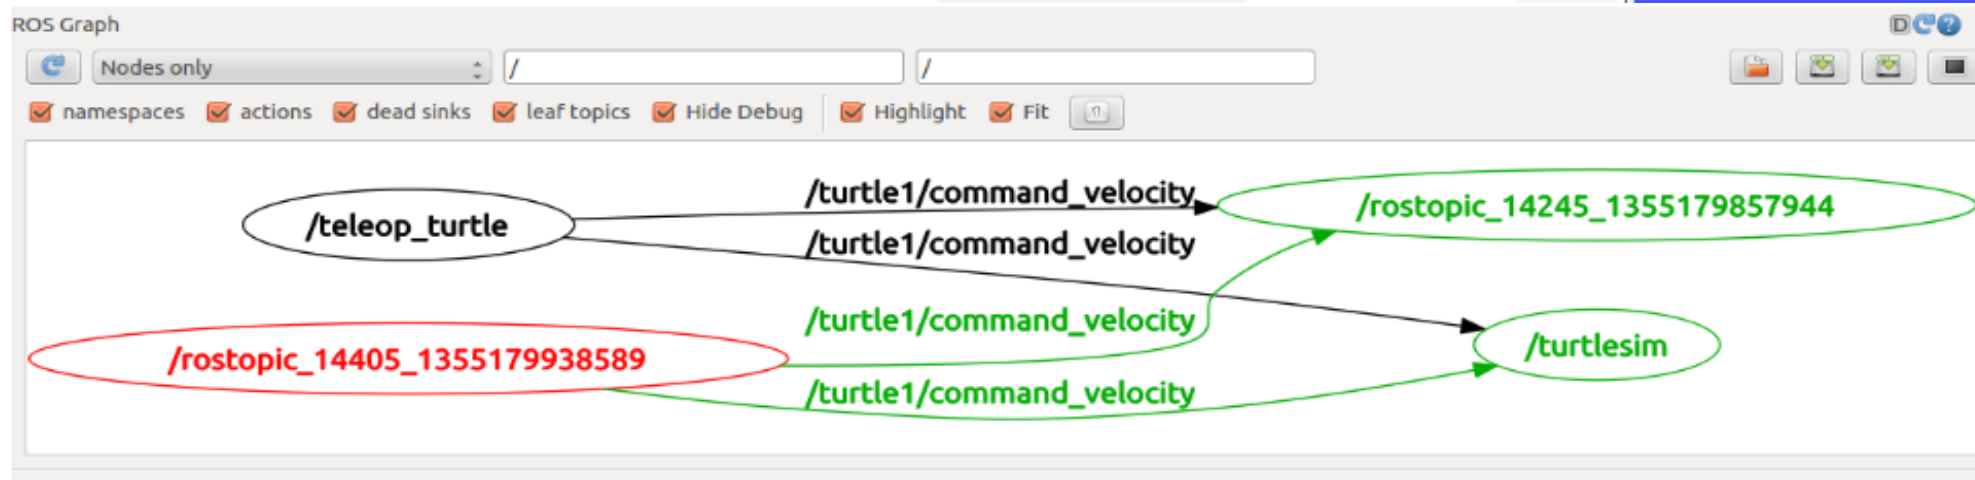 ROS Graph
D
Nodes only / /
namespaces actions dead sinks leaf topics Hide Debug Highlight Fit
/turtle1/command_velocity
/rostopic_14245_1355179857944
/teleop_turtle
/turtle1/command_velocity
/turtle1/command_velocity
/turtlesim
/rostopic_14405_1355179938589
/turtle1/command_velocity